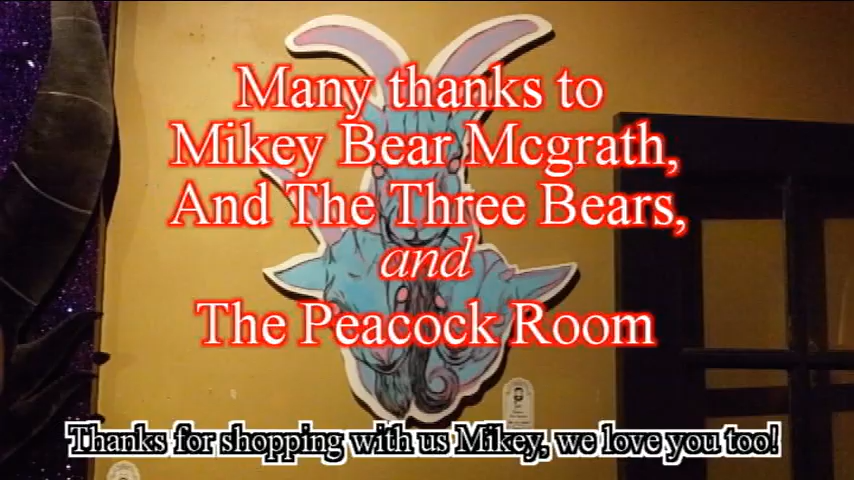 Many thanks to
Mikey Bear Mcgrath,
And The Three Bears,
and
The Peacock Room
Thanks for shopping with us Mikey, we love you too!